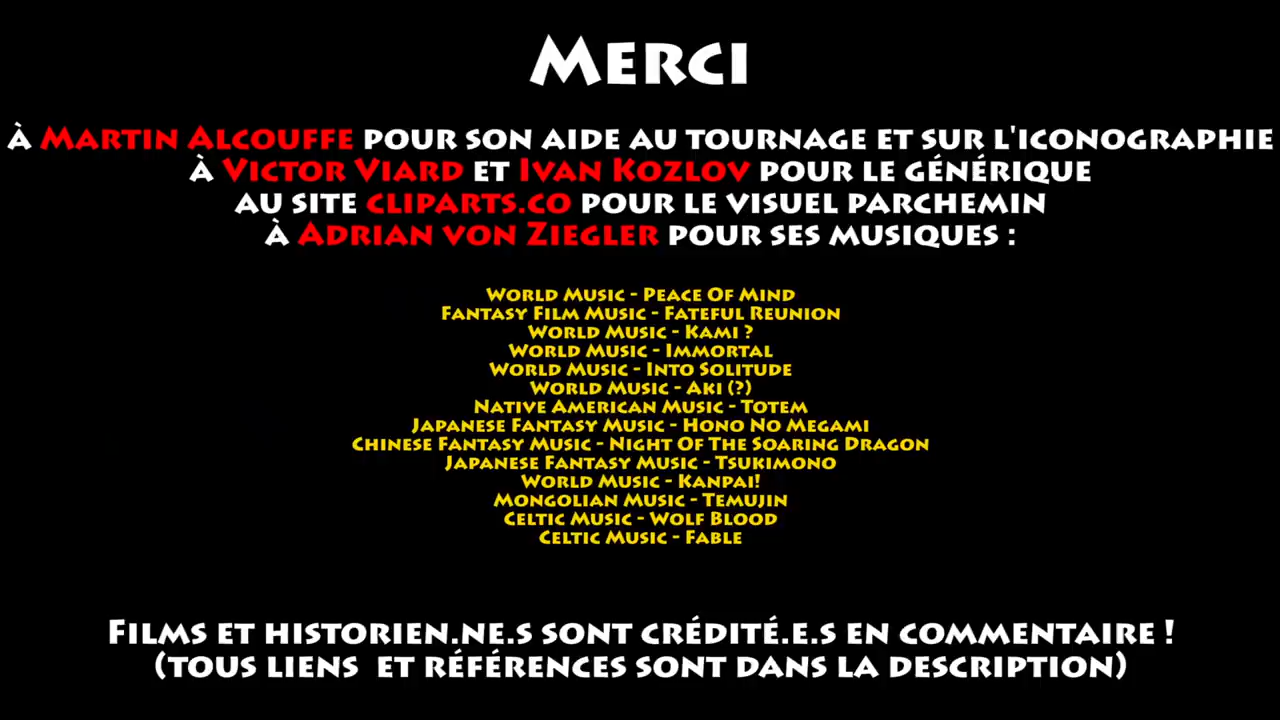 Merci
à Martin Alcouffe pour son aide au tournage et sur l'iconographie
à Victor Viard et Ivan Kozlov pour le générique
au site cliparts.co pour le visuel parchemin
à Adrian von Ziegler pour ses musiques :
World Music - Peace Of Mind
Fantasy Film Music - Fateful Reunion
World Music - Kami ?
World Music - Immortal
World Music - Into Solitude
World Music - Aki (?)
Native American Music - Totem
Japanese Fantasy Music - Hono No Megami
Chinese Fantasy Music - Night Of The Soaring Dragon
Japanese Fantasy Music - Tsukimono
World Music - Kanpai!
Mongolian Music - Temujin
Celtic Music - Wolf Blood
Celtic Music - Fable
Films et historien.ne.s sont crédité.e.s en commentaire !
(tous liens et références sont dans la description)